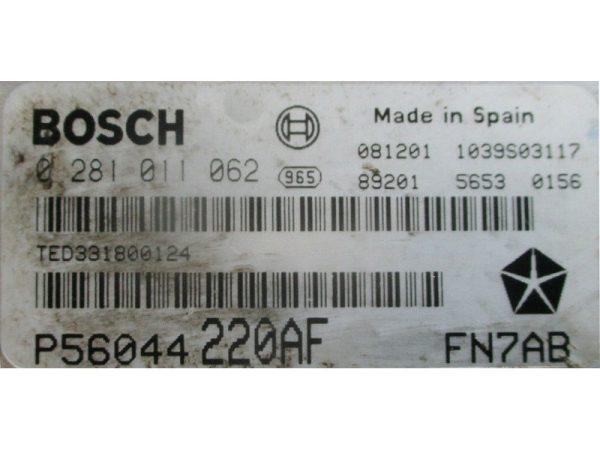 BOSCH
Made in Spain
0 281 011 062
965
081201 1039S03117
89201 5653 0156
TED331800124
P56044 220AF
FN7AB